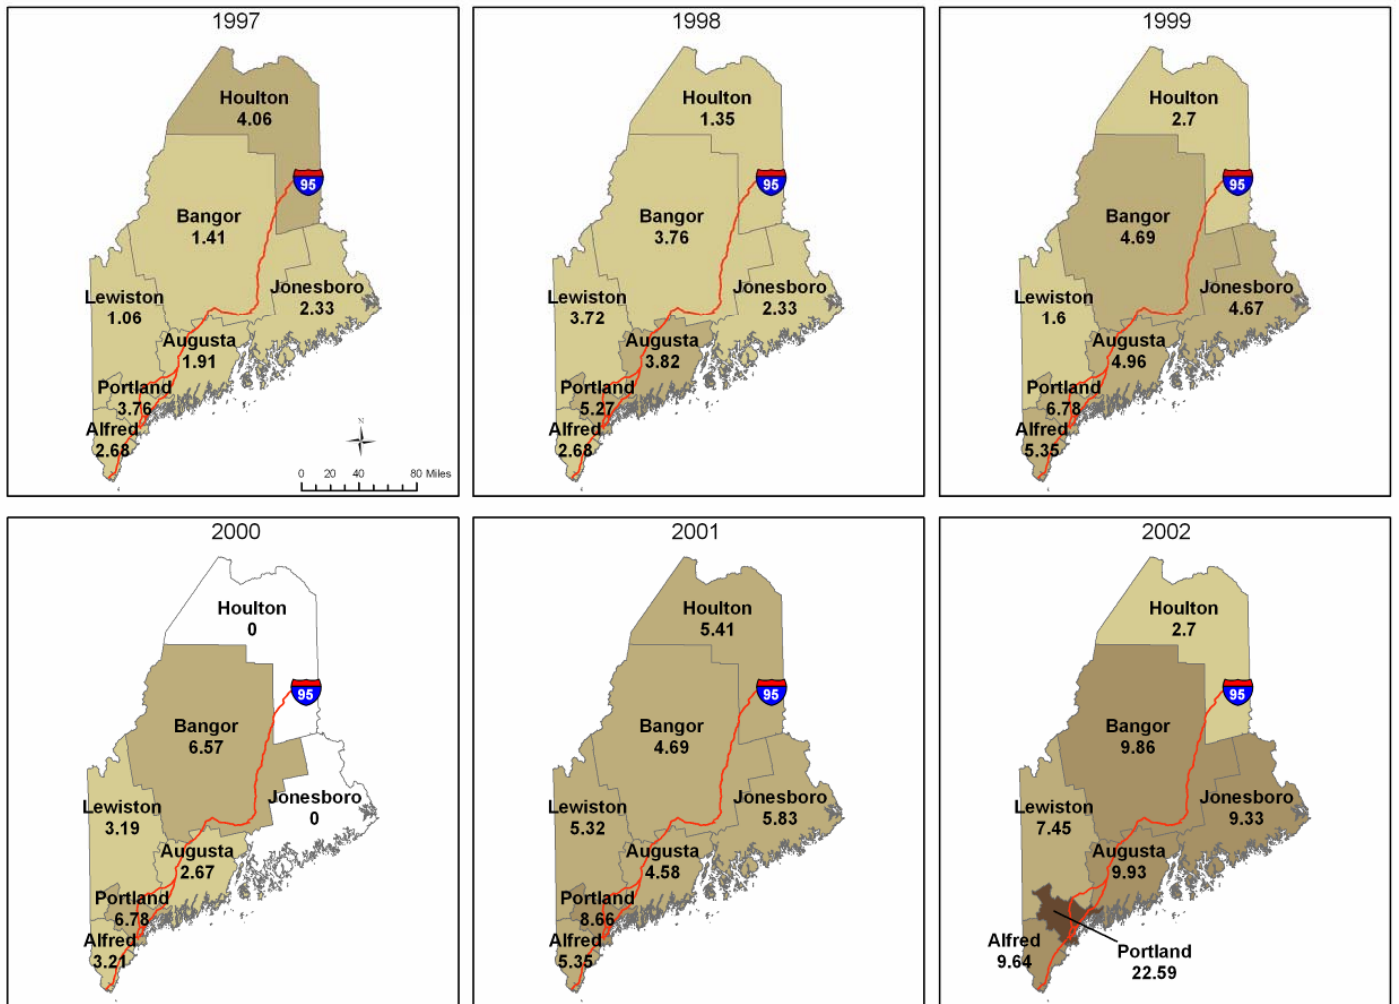 1997
Houlton
4.06
95
Bangor
1.41
Lewiston
1.06
Jonesboro
2.33
Augusta
1.91
Portland
3.76
Alfred
2.68
N
0 20 40 80 Miles
1998
Houlton
1.35
95
Bangor
3.76
Lewiston
3.72
Jonesboro
2.33
Augusta
3.82
Portland
5.27
Alfred
2.68
1999
Houlton
2.7
95
Bangor
4.69
Lewiston
1.6
Jonesboro
4.67
Augusta
4.96
Portland
6.78
Alfred
5.35
2000
Houlton
0
95
Bangor
6.57
Lewiston
3.19
Jonesboro
0
Augusta
2.67
Portland
6.78
Alfred
3.21
2001
Houlton
5.41
95
Bangor
4.69
Lewiston
5.32
Jonesboro
5.83
Augusta
4.58
Portland
8.66
Alfred
5.35
2002
Houlton
2.7
95
Bangor
9.86
Lewiston
7.45
Jonesboro
9.33
Augusta
9.93
Alfred
9.64
Portland
22.59